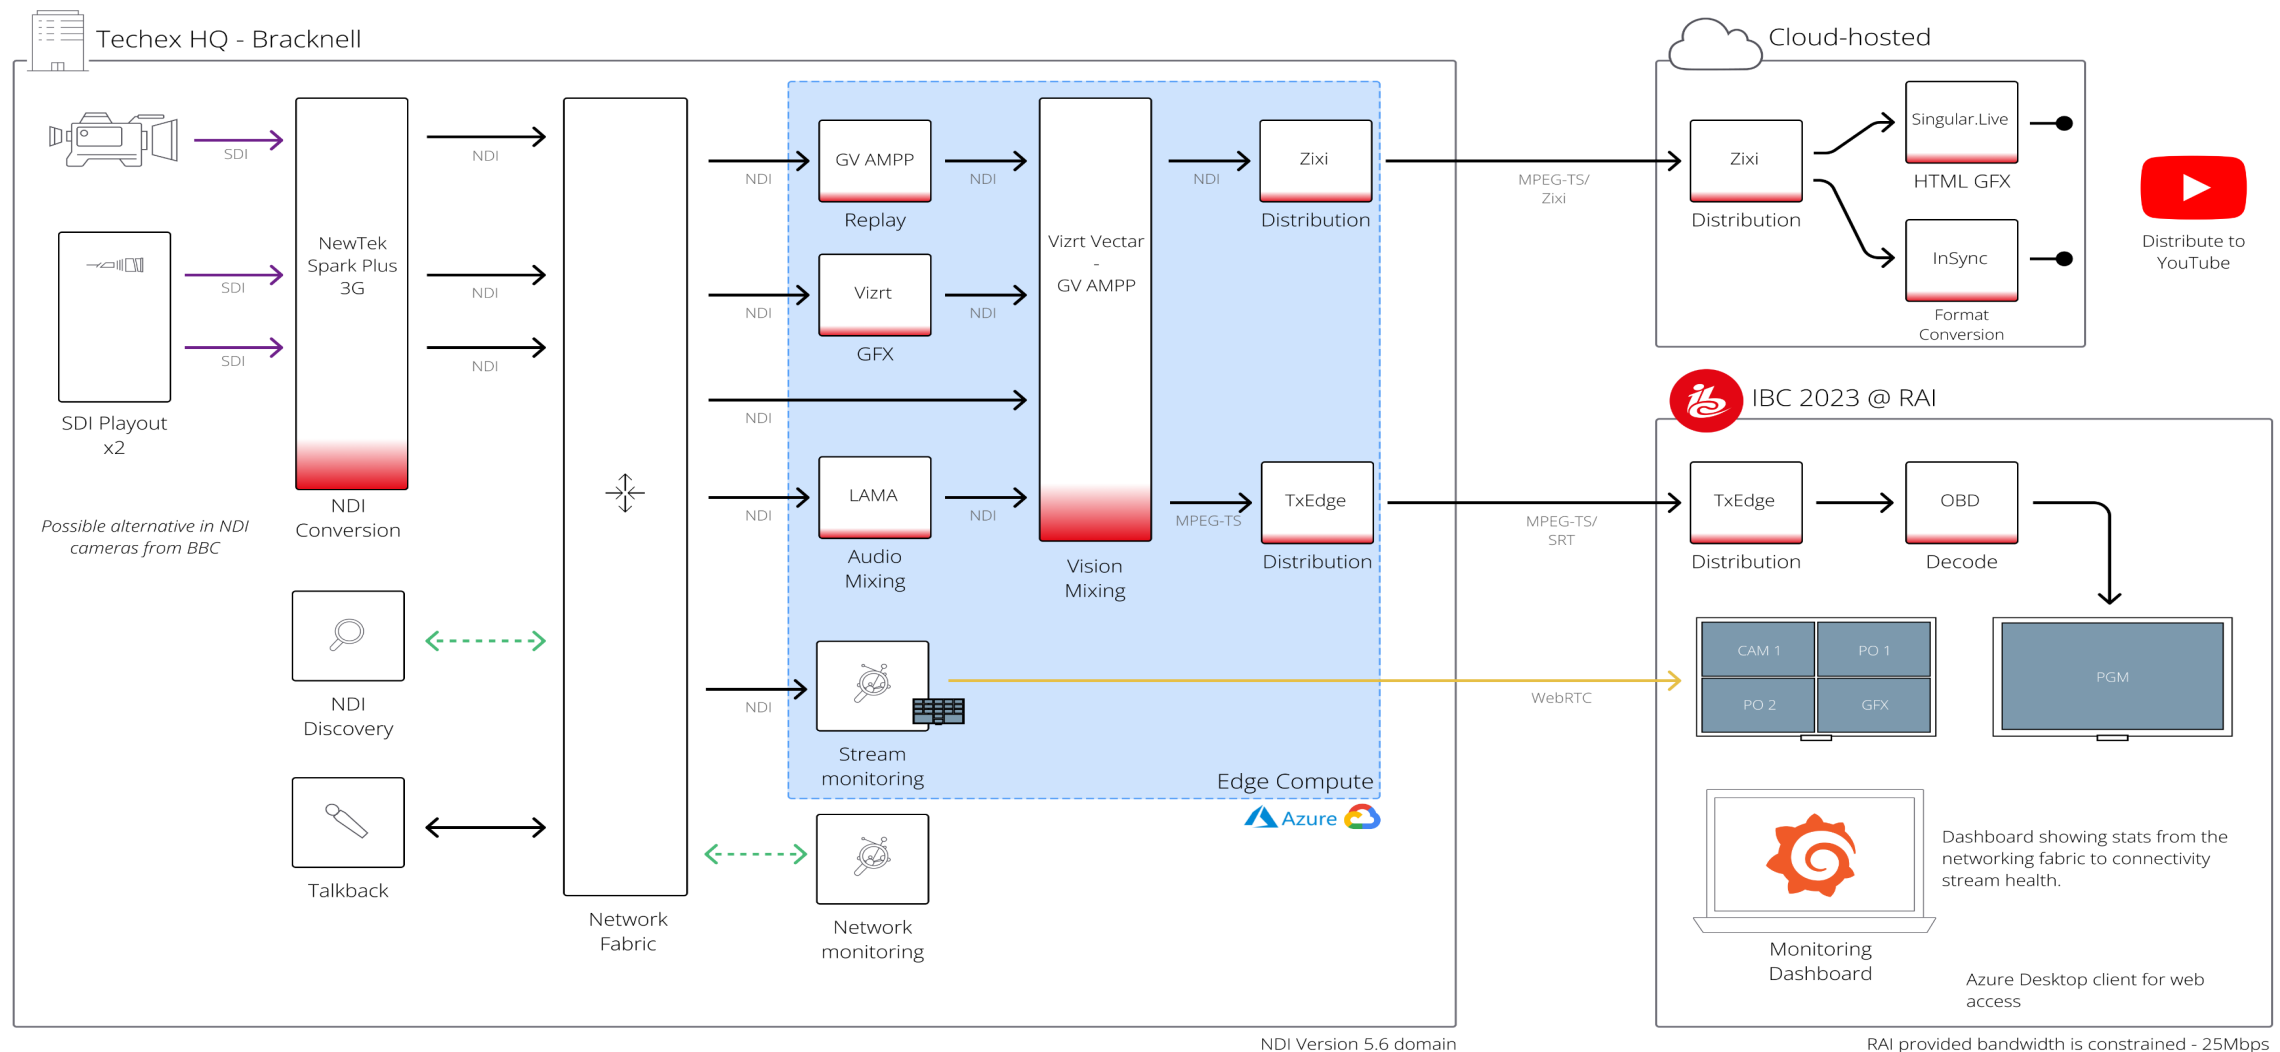 Techex HQ - Bracknell
SDI
SDI
SDI
SDI Playout
x2
Possible alternative in NDI
cameras from BBC
NewTek
Spark Plus
3G
NDI
Conversion
NDI
NDI
NDI
NDI
Discovery
Talkback
Network
Fabric
NDI
NDI
NDI
NDI
NDI
GV AMPP
Replay
Vizrt
GFX
LAMA
Audio
Mixing
Stream
monitoring
Network
monitoring
NDI
NDI
NDI
Vizrt Vectar
-
GV AMPP
Vision
Mixing
NDI
MPEG-TS
Zixi
Distribution
TxEdge
Distribution
Edge Compute
Azure
NDI Version 5.6 domain
MPEG-TS/
Zixi
MPEG-TS/
SRT
WebRTC
Cloud-hosted
Zixi
Distribution
Singular.Live
HTML GFX
InSync
Format
Conversion
Distribute to
YouTube
IBC 2023 @ RAI
TxEdge
Distribution
OBD
Decode
CAM 1
PO 1
PO 2
GFX
PGM
Dashboard showing stats from the
networking fabric to connectivity
stream health.
Monitoring
Dashboard
Azure Desktop client for web
access
RAI provided bandwidth is constrained - 25Mbps